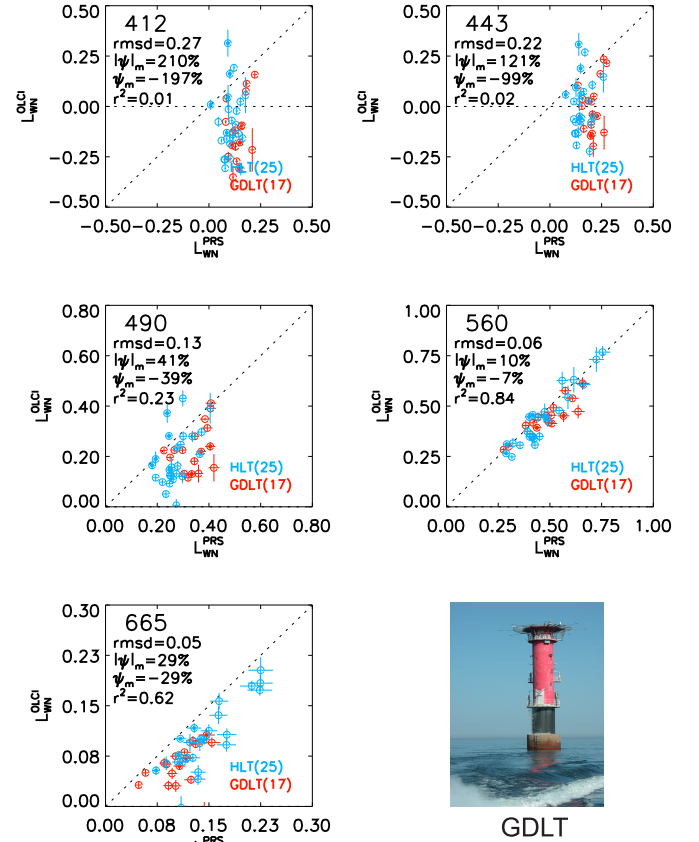 412
rmsd=0.27
|ψ|m=210%
ψm=−197%
r²=0.01
HLT(25)
GDLT(17)
0.50
0.25
0.00
−0.25
−0.50
−0.50−0.25 0.00 0.25 0.50
L_WN^OLCI
L_WN^PRS
443
rmsd=0.22
|ψ|m=121%
ψm=−99%
r²=0.02
HLT(25)
GDLT(17)
0.50
0.25
0.00
−0.25
−0.50
−0.50−0.25 0.00 0.25 0.50
L_WN^OLCI
L_WN^PRS
490
rmsd=0.13
|ψ|m=41%
ψm=−39%
r²=0.23
HLT(25)
GDLT(17)
0.80
0.60
0.40
0.20
0.00
0.00 0.20 0.40 0.60 0.80
L_WN^OLCI
L_WN^PRS
560
rmsd=0.06
|ψ|m=10%
ψm=−7%
r²=0.84
HLT(25)
GDLT(17)
1.00
0.75
0.50
0.25
0.00
0.00 0.25 0.50 0.75 1.00
L_WN^OLCI
L_WN^PRS
665
rmsd=0.05
|ψ|m=29%
ψm=−29%
r²=0.62
HLT(25)
GDLT(17)
0.30
0.23
0.15
0.08
0.00
0.00 0.08 0.15 0.23 0.30
L_WN^OLCI
PRS
GDLT